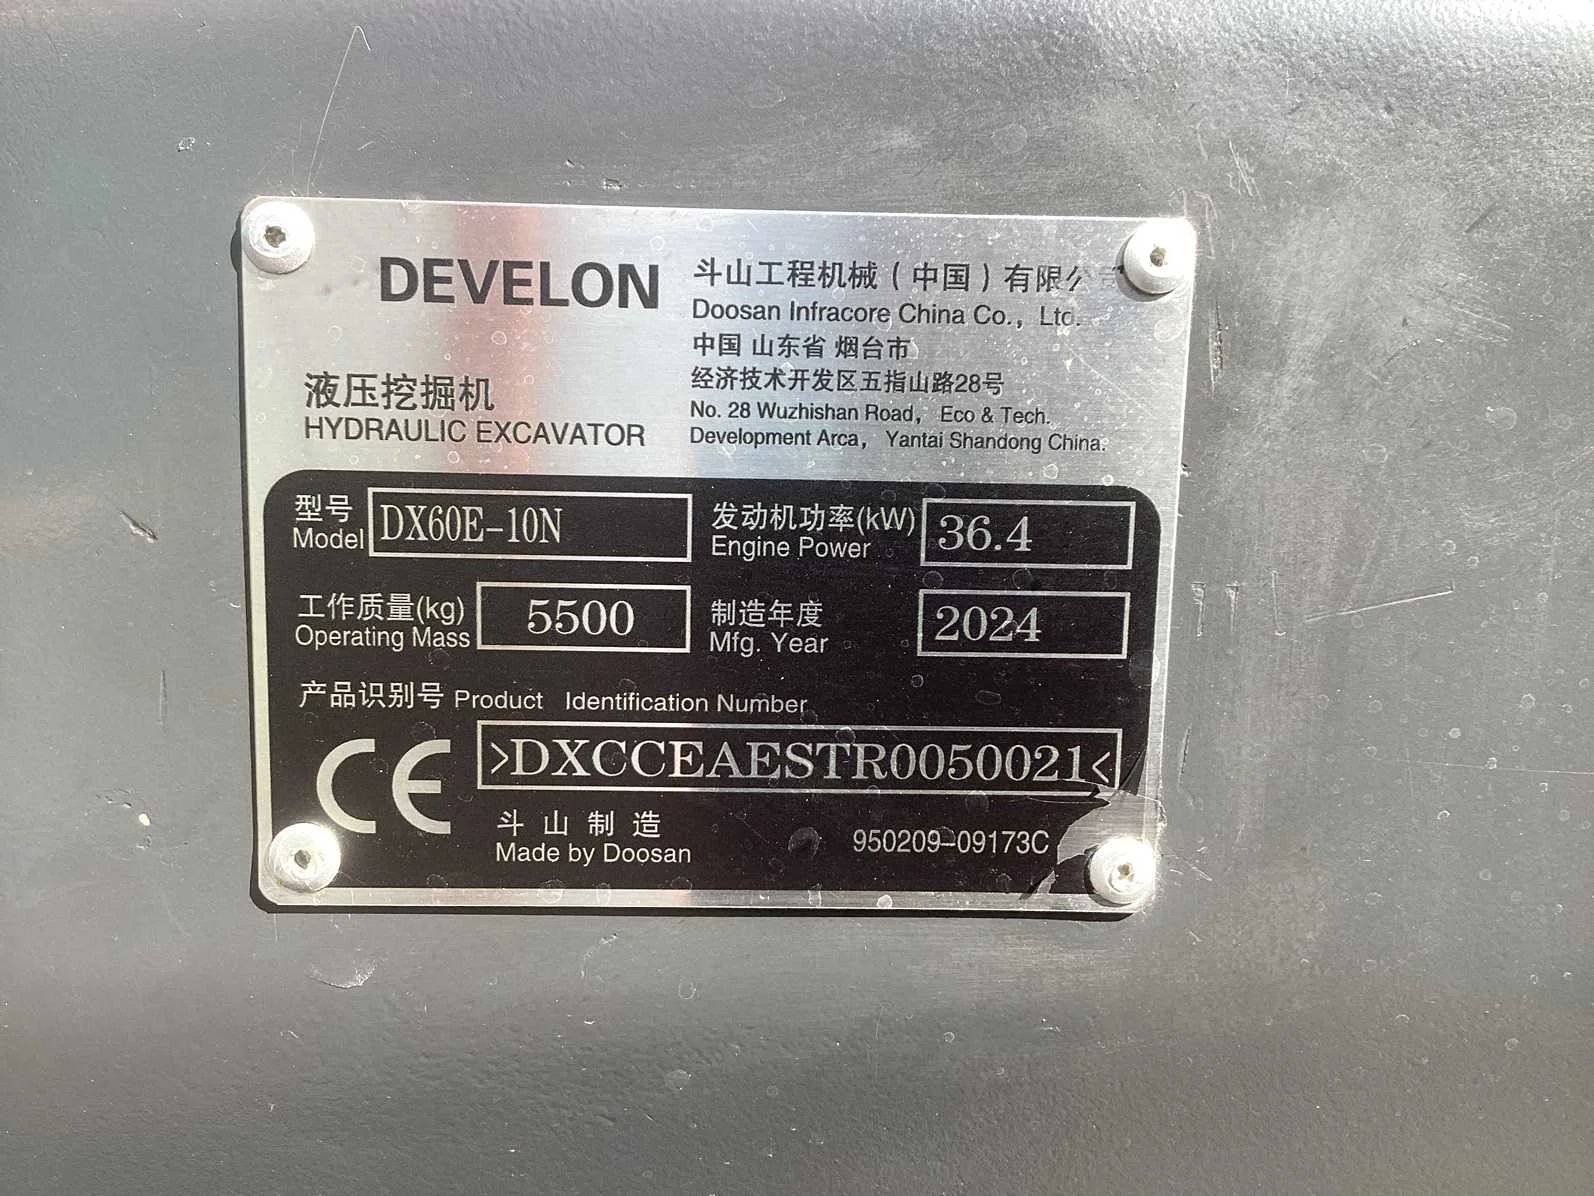 DEVELON
斗山工程机械（中国）有限公司
Doosan Infracore China Co., Ltd.
中国 山东省 烟台市
经济技术开发区五指山路28号
No. 28 Wuzhishan Road, Eco & Tech.
Development Arca, Yantai Shandong China.
液压挖掘机
HYDRAULIC EXCAVATOR
型号
Model
DX60E-10N
发动机功率(kW)
Engine Power
36.4
工作质量(kg)
Operating Mass
5500
制造年度
Mfg. Year
2024
产品识别号 Product Identification Number
>DXCCEAESTR0050021<
CE
斗山制造
Made by Doosan
950209-09173C